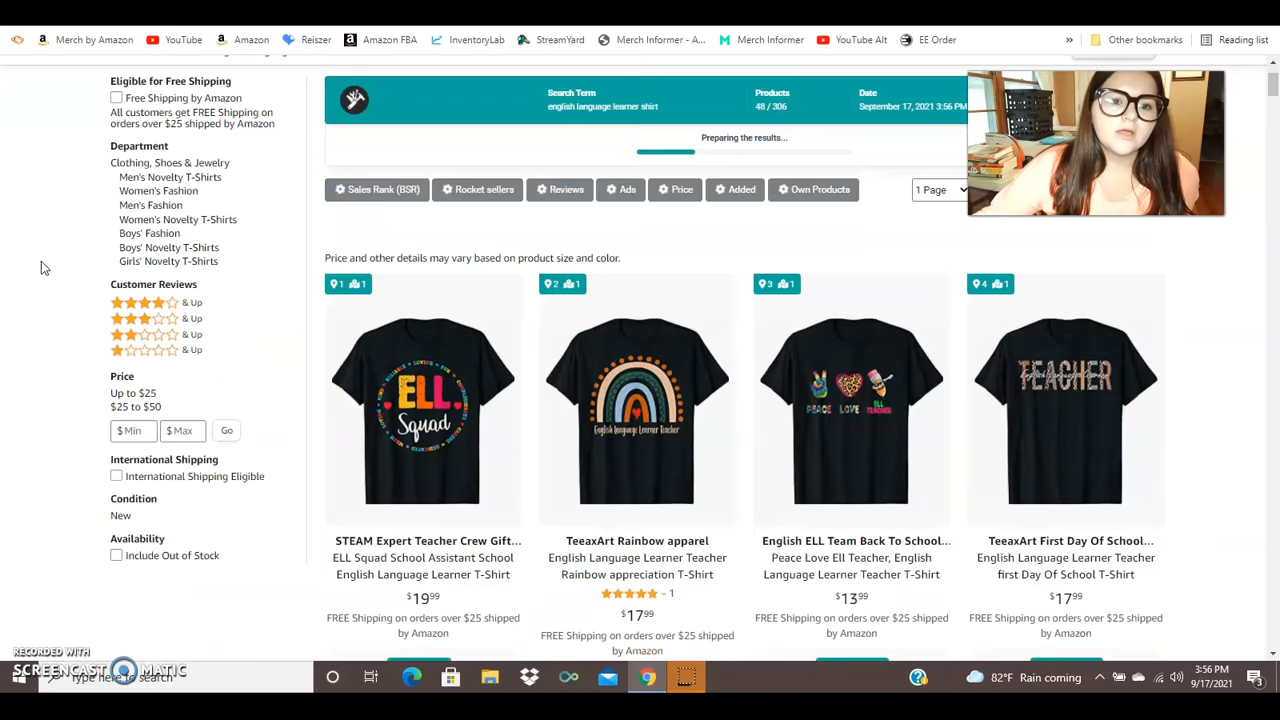 Merch by Amazon
YouTube
Amazon
Reiszer
Amazon FBA
InventoryLab
StreamYard
Merch Informer - A...
Merch Informer
YouTube Alt
EE Order
»
Other bookmarks
Reading list
Eligible for Free Shipping
Free Shipping by Amazon
All customers get FREE Shipping on
orders over $25 shipped by Amazon
Department
Clothing, Shoes & Jewelry
Men's Novelty T-Shirts
Women's Fashion
Men's Fashion
Women's Novelty T-Shirts
Boys' Fashion
Boys' Novelty T-Shirts
Girls' Novelty T-Shirts
Customer Reviews
& Up
& Up
& Up
& Up
Price
Up to $25
$25 to $50
$ Min
$ Max
Go
International Shipping
International Shipping Eligible
Condition
New
Availability
Include Out of Stock
Search Term
english language learner shirt
Products
48 / 306
Date
September 17, 2021 3:56 PM
Preparing the results...
Sales Rank (BSR)
Rocket sellers
Reviews
Ads
Price
Added
Own Products
1 Page
Price and other details may vary based on product size and color.
1 1
2 1
3 1
4 1
ELL
Squad
English Language Learner Teacher
PEACE LOVE ELL TEACHER
TEACHER
English Language Learner
STEAM Expert Teacher Crew Gift...
ELL Squad School Assistant School
English Language Learner T-Shirt
$19.99
FREE Shipping on orders over $25 shipped
by Amazon
TeeaxArt Rainbow apparel
English Language Learner Teacher
Rainbow appreciation T-Shirt
1
$17.99
FREE Shipping on orders over $25 shipped
by Amazon
English ELL Team Back To School...
Peace Love Ell Teacher, English
Language Learner Teacher T-Shirt
$13.99
FREE Shipping on orders over $25 shipped
by Amazon
TeeaxArt First Day Of School...
English Language Learner Teacher
first Day Of School T-Shirt
$17.99
FREE Shipping on orders over $25 shipped
by Amazon
RECORDED WITH
SCREENCAST MATIC
Type here to search
82°F Rain coming
3:56 PM
9/17/2021
3